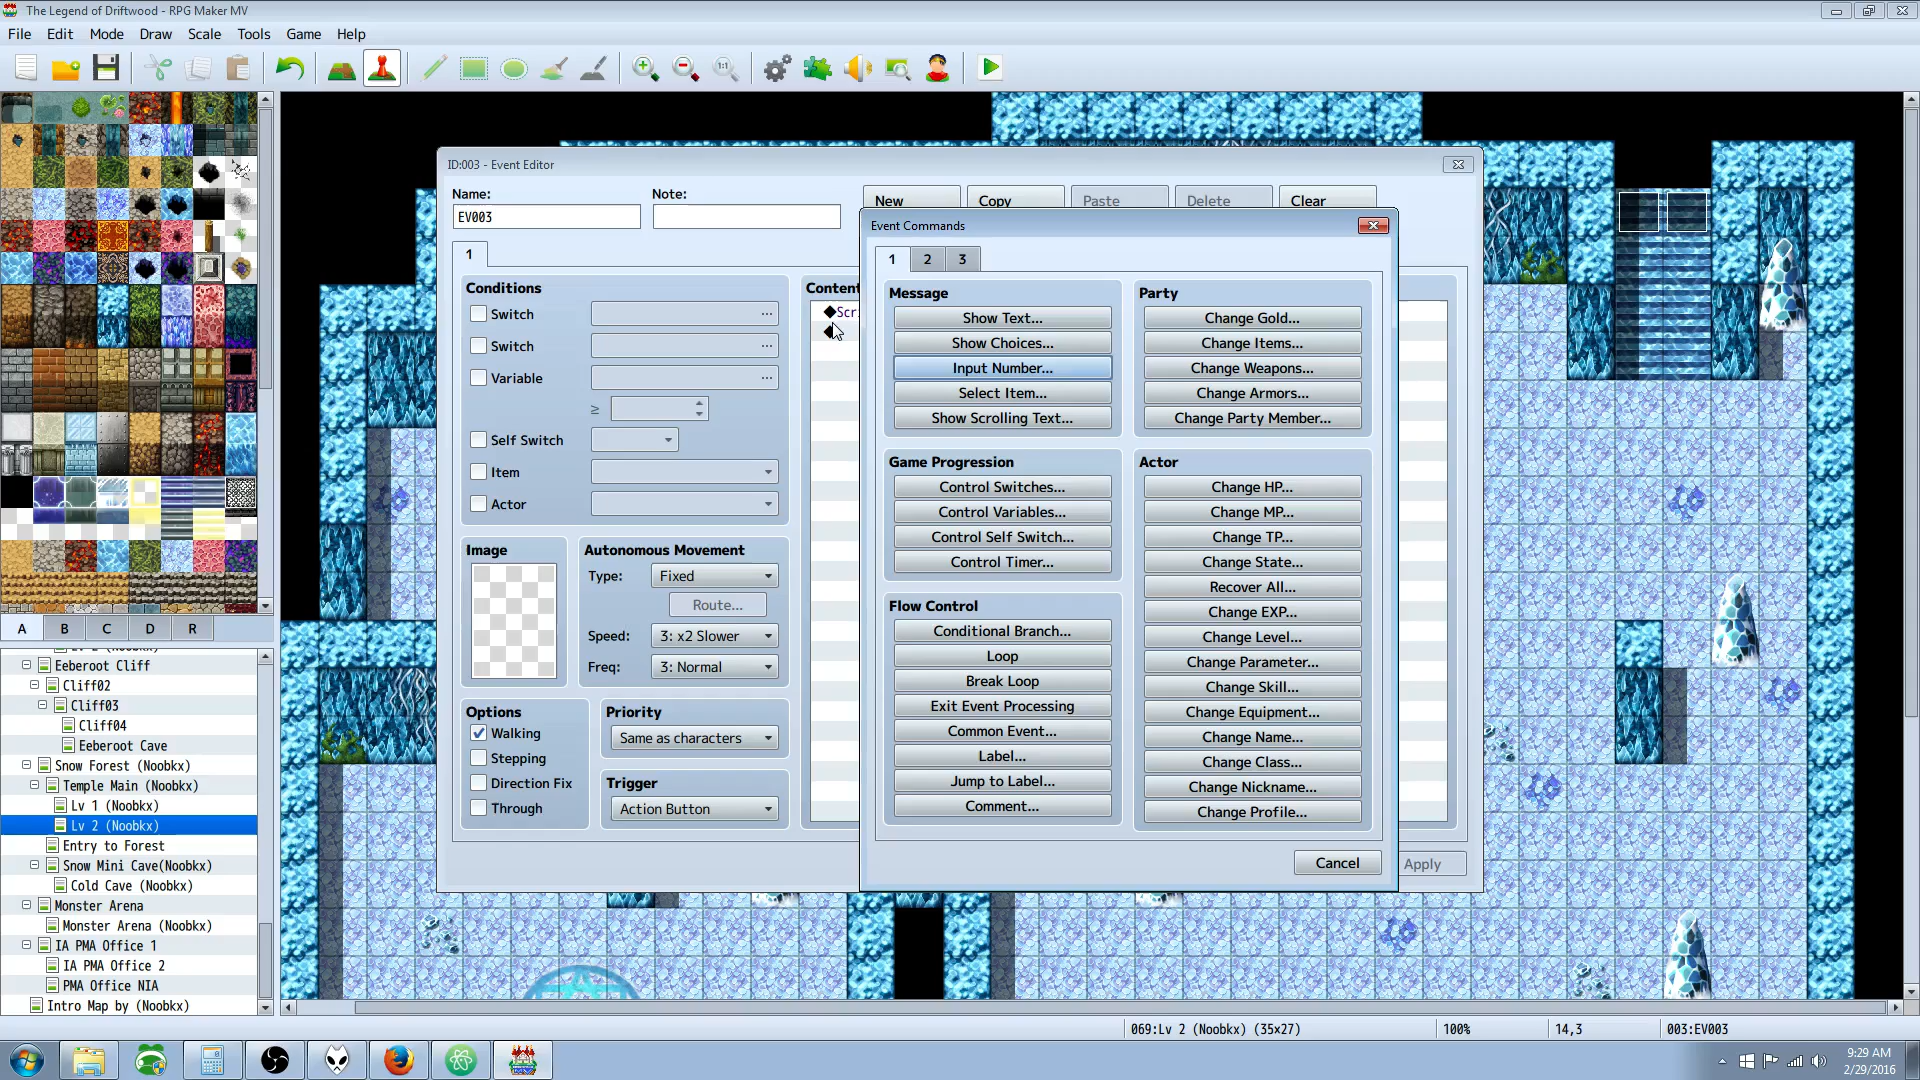 The Legend of Driftwood - RPG Maker MV
File Edit Mode Draw Scale Tools Game Help
1:1
ID:003 - Event Editor
Name:
Note:
EV003
New Copy Paste Delete Clear
1
Conditions
Switch ...
Switch ...
Variable ...
≥
Self Switch
Item
Actor
Image
Autonomous Movement
Type: Fixed
Route...
Speed: 3: x2 Slower
Freq: 3: Normal
Options
Walking
Stepping
Direction Fix
Through
Priority
Same as characters
Trigger
Action Button
Content
◆Scr
◆
Apply
Event Commands
1 2 3
Message
Show Text...
Show Choices...
Input Number...
Select Item...
Show Scrolling Text...
Game Progression
Control Switches...
Control Variables...
Control Self Switch...
Control Timer...
Flow Control
Conditional Branch...
Loop
Break Loop
Exit Event Processing
Common Event...
Label...
Jump to Label...
Comment...
Party
Change Gold...
Change Items...
Change Weapons...
Change Armors...
Change Party Member...
Actor
Change HP...
Change MP...
Change TP...
Change State...
Recover All...
Change EXP...
Change Level...
Change Parameter...
Change Skill...
Change Equipment...
Change Name...
Change Class...
Change Nickname...
Change Profile...
Cancel
A B C D R
Eeberoot Cliff
Cliff02
Cliff03
Cliff04
Eeberoot Cave
Snow Forest (Noobkx)
Temple Main (Noobkx)
Lv 1 (Noobkx)
Lv 2 (Noobkx)
Entry to Forest
Snow Mini Cave(Noobkx)
Cold Cave (Noobkx)
Monster Arena
Monster Arena (Noobkx)
IA PMA Office 1
IA PMA Office 2
PMA Office NIA
Intro Map by (Noobkx)
069:Lv 2 (Noobkx) (35x27) 100% 14,3 003:EV003
9:29 AM
2/29/2016